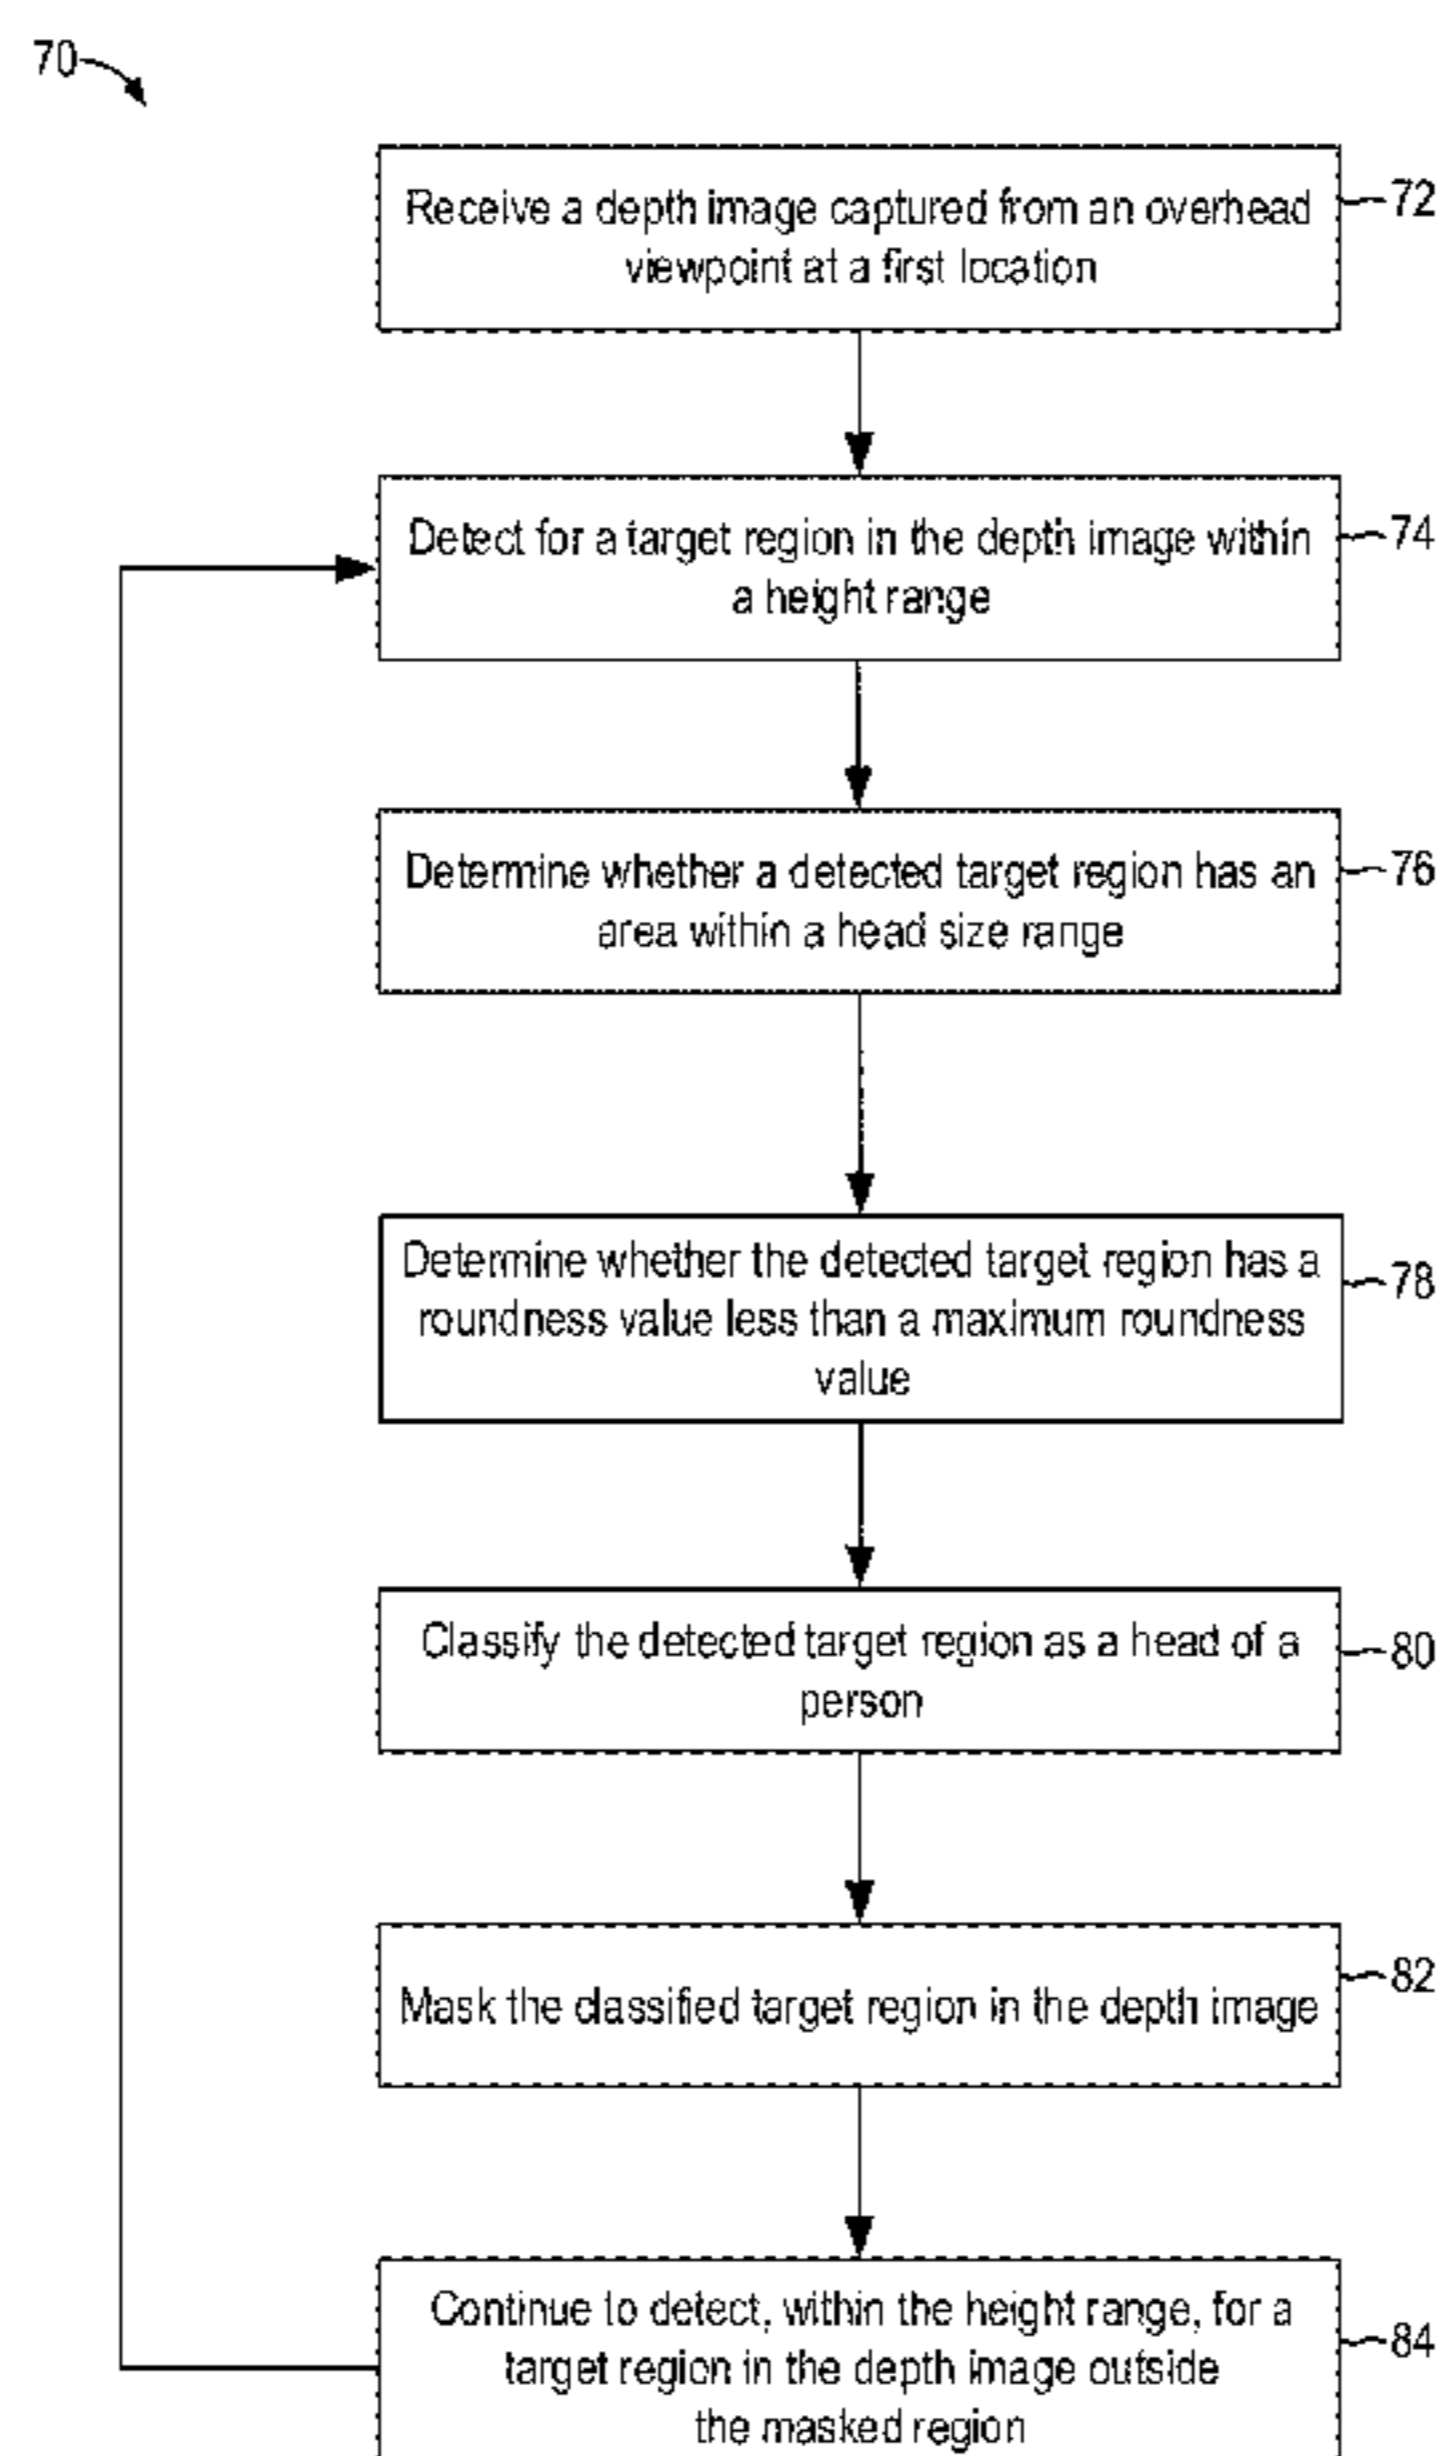 70
Receive a depth image captured from an overhead
viewpoint at a first location
72
Detect for a target region in the depth image within
a height range
74
Determine whether a detected target region has an
area within a head size range
76
Determine whether the detected target region has a
roundness value less than a maximum roundness
value
78
Classify the detected target region as a head of a
person
80
Mask the classified target region in the depth image
82
Continue to detect, within the height range, for a
target region in the depth image outside
the masked region
84